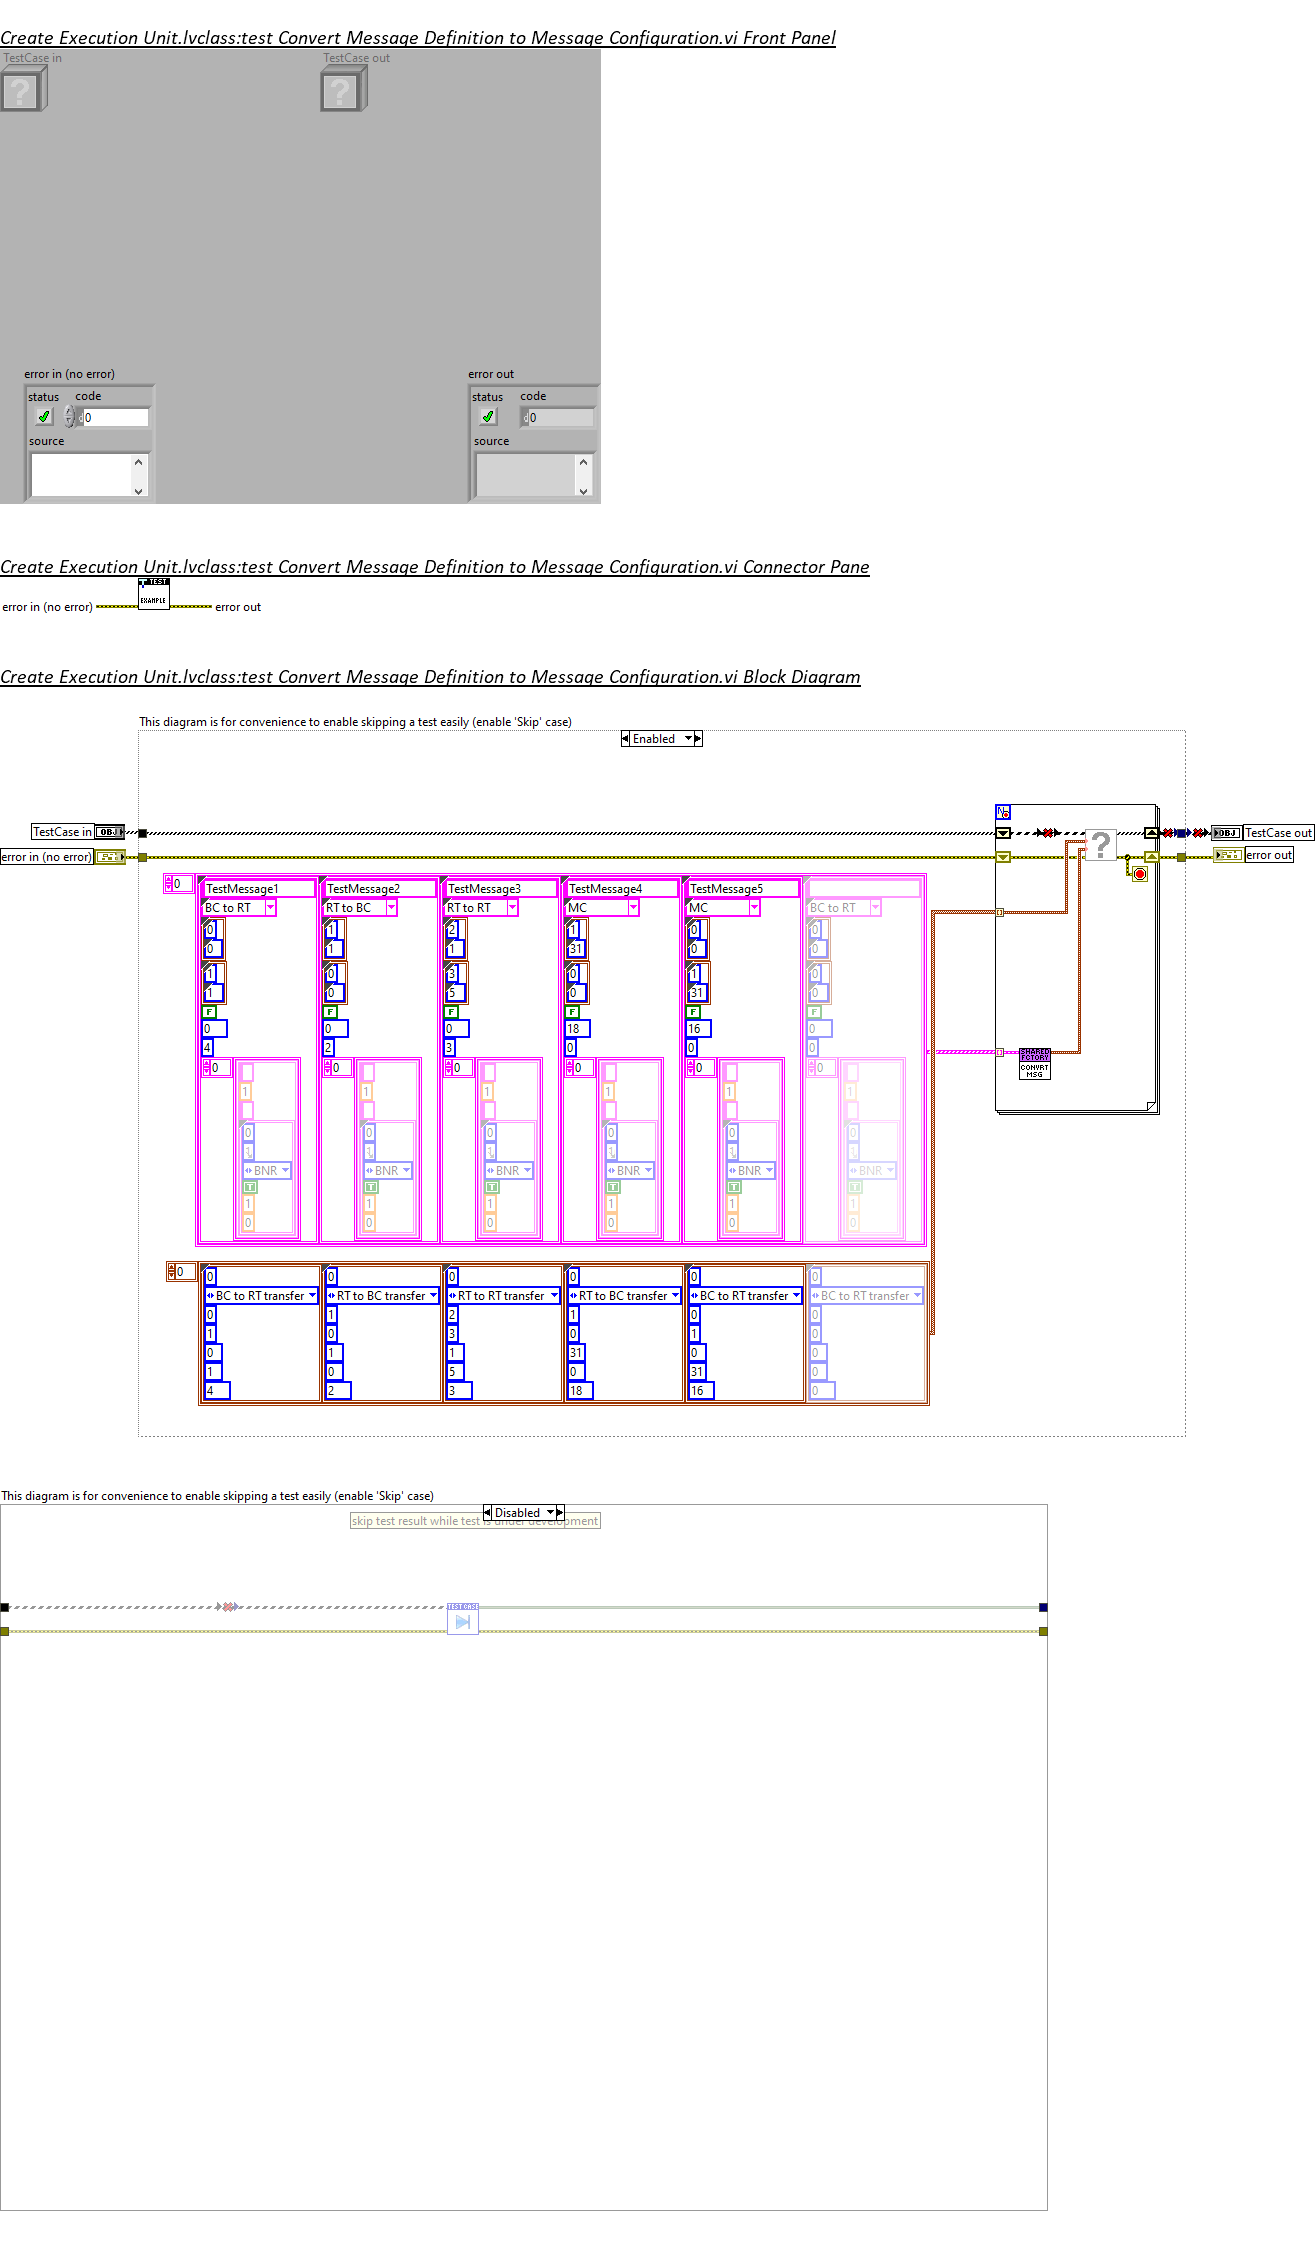 Create Execution Unit.lvclass:test Convert Message Definition to Message Configuration.vi Front Panel
TestCase in TestCase out
? ?
error in (no error) error out
status code status code
d 0 d 0
source source
Create Execution Unit.lvclass:test Convert Message Definition to Message Configuration.vi Connector Pane
TEST
EXAMPLE
error in (no error) error out
Create Execution Unit.lvclass:test Convert Message Definition to Message Configuration.vi Block Diagram
This diagram is for convenience to enable skipping a test easily (enable 'Skip' case)
Enabled
N
TestCase in OBJ OBJ TestCase out
error in (no error) ? error out
0 TestMessage1 TestMessage2 TestMessage3 TestMessage4 TestMessage5
BC to RT RT to BC RT to RT MC MC BC to RT
0 1 2 1 0 0
0 1 1 31 0 0
1 0 3 0 1 0
1 0 5 0 31 0
F F F F F F
0 0 0 18 16 0
4 2 3 0 0 0
0 0 0 0 0 0
SHARED
FCTORY
CONVRT
MSG
1 1 1 1 1 1
0 0 0 0 0 0
1 1 1 1 1 1
BNR BNR BNR BNR BNR BNR
T T T T T T
1 1 1 1 1 1
0 0 0 0 0 0
0 0 0 0 0 0 0
BC to RT transfer RT to BC transfer RT to RT transfer RT to BC transfer BC to RT transfer BC to RT transfer
0 1 2 1 0 0
1 0 3 0 1 0
0 1 1 31 0 0
1 0 5 0 31 0
4 2 3 18 16 0
This diagram is for convenience to enable skipping a test easily (enable 'Skip' case)
Disabled
skip test result while test is under development
TEST CASE